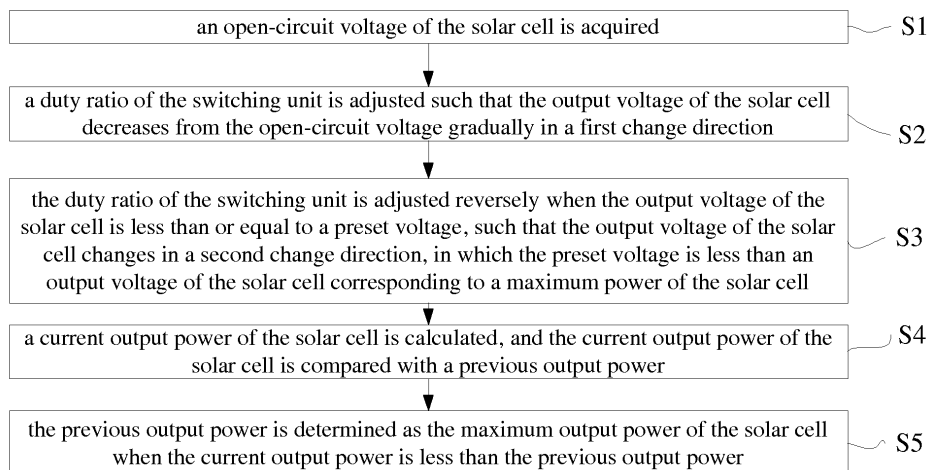 an open-circuit voltage of the solar cell is acquired
S1
a duty ratio of the switching unit is adjusted such that the output voltage of the solar cell
decreases from the open-circuit voltage gradually in a first change direction
S2
the duty ratio of the switching unit is adjusted reversely when the output voltage of the
solar cell is less than or equal to a preset voltage, such that the output voltage of the solar
cell changes in a second change direction, in which the preset voltage is less than an
output voltage of the solar cell corresponding to a maximum power of the solar cell
S3
a current output power of the solar cell is calculated, and the current output power of the
solar cell is compared with a previous output power
S4
the previous output power is determined as the maximum output power of the solar cell
when the current output power is less than the previous output power
S5